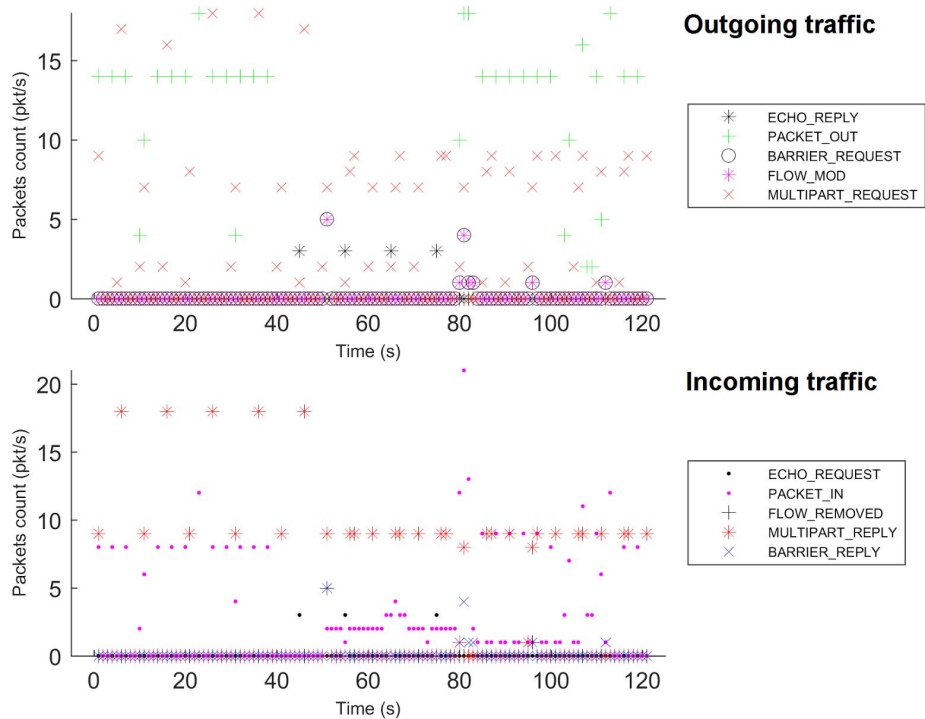 Outgoing traffic
Packets count (pkt/s)
15
10
5
0
0 20 40 60 80 100 120
Time (s)
ECHO_REPLY
PACKET_OUT
BARRIER_REQUEST
FLOW_MOD
MULTIPART_REQUEST
Incoming traffic
Packets count (pkt/s)
20
15
10
5
0
0 20 40 60 80 100 120
Time (s)
ECHO_REQUEST
PACKET_IN
FLOW_REMOVED
MULTIPART_REPLY
BARRIER_REPLY